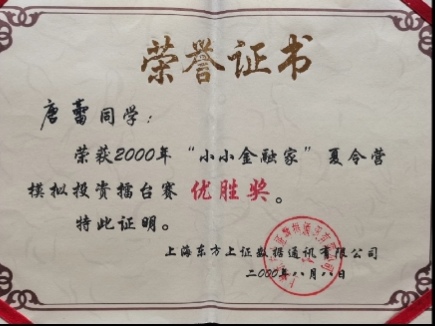 荣誉证书
唐蕾同学：
荣获2000年“小小金融家”夏令营
模拟投资擂台赛 优胜奖。
特此证明。
上海东方上证数据通讯有限公司
二000年八月八日